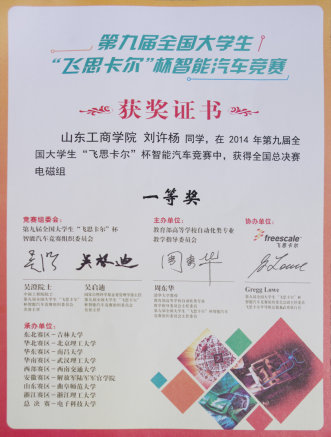 第九届全国大学生
“飞思卡尔”杯智能汽车竞赛
获奖证书
山东工商学院 刘许杨 同学，在 2014 年第九届全
国大学生“飞思卡尔”杯智能汽车竞赛中，获得全国总决赛
电磁组
一等奖
竞赛组委会：
第九届全国大学生“飞思卡尔”杯
智能汽车竞赛组织委员会
主办单位：
教育部高等学校自动化类专业
教学指导委员会
协办单位：
freescale
飞思卡尔
吴澄院士
吴启迪
周东华
Gregg Lowe
承办单位：
东北赛区－吉林大学
华北赛区－北京理工大学
华东赛区－南昌大学
华南赛区－武汉理工大学
西部赛区－西南交通大学
安徽赛区－解放军陆军军官学院
山东赛区－曲阜师范大学
浙江赛区－浙江理工大学
总 决 赛－电子科技大学